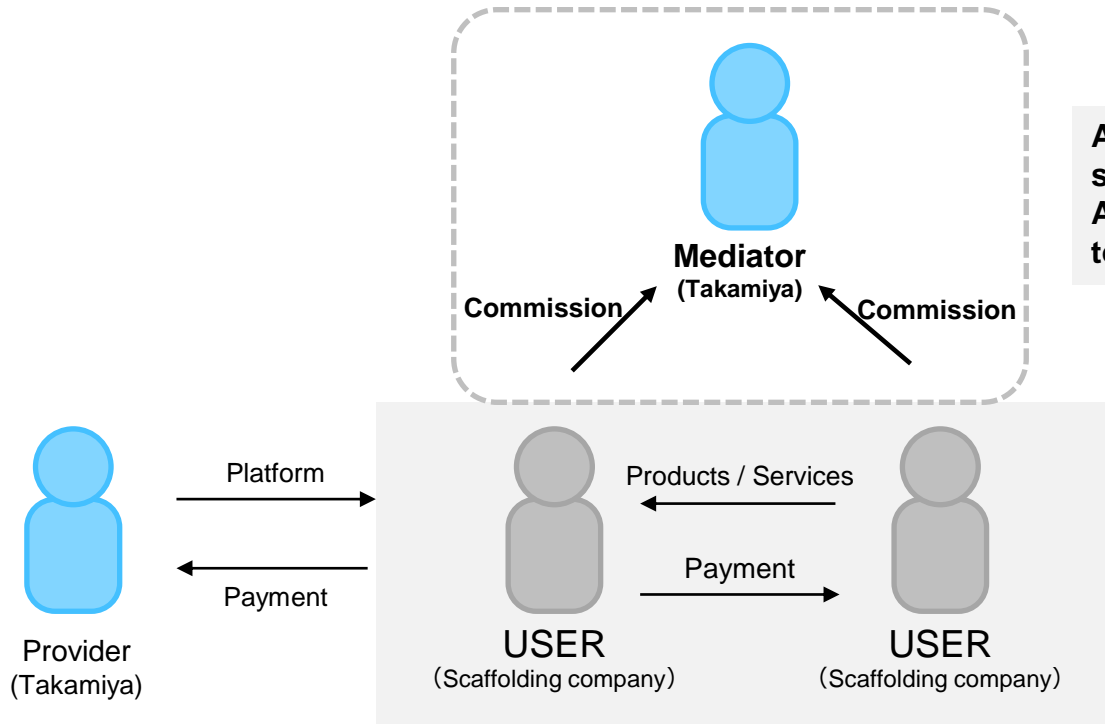 Mediator
(Takamiya)
Commission
Commission
Platform
Payment
Provider
(Takamiya)
Products / Services
Payment
USER
（Scaffolding company）
USER
（Scaffolding company）